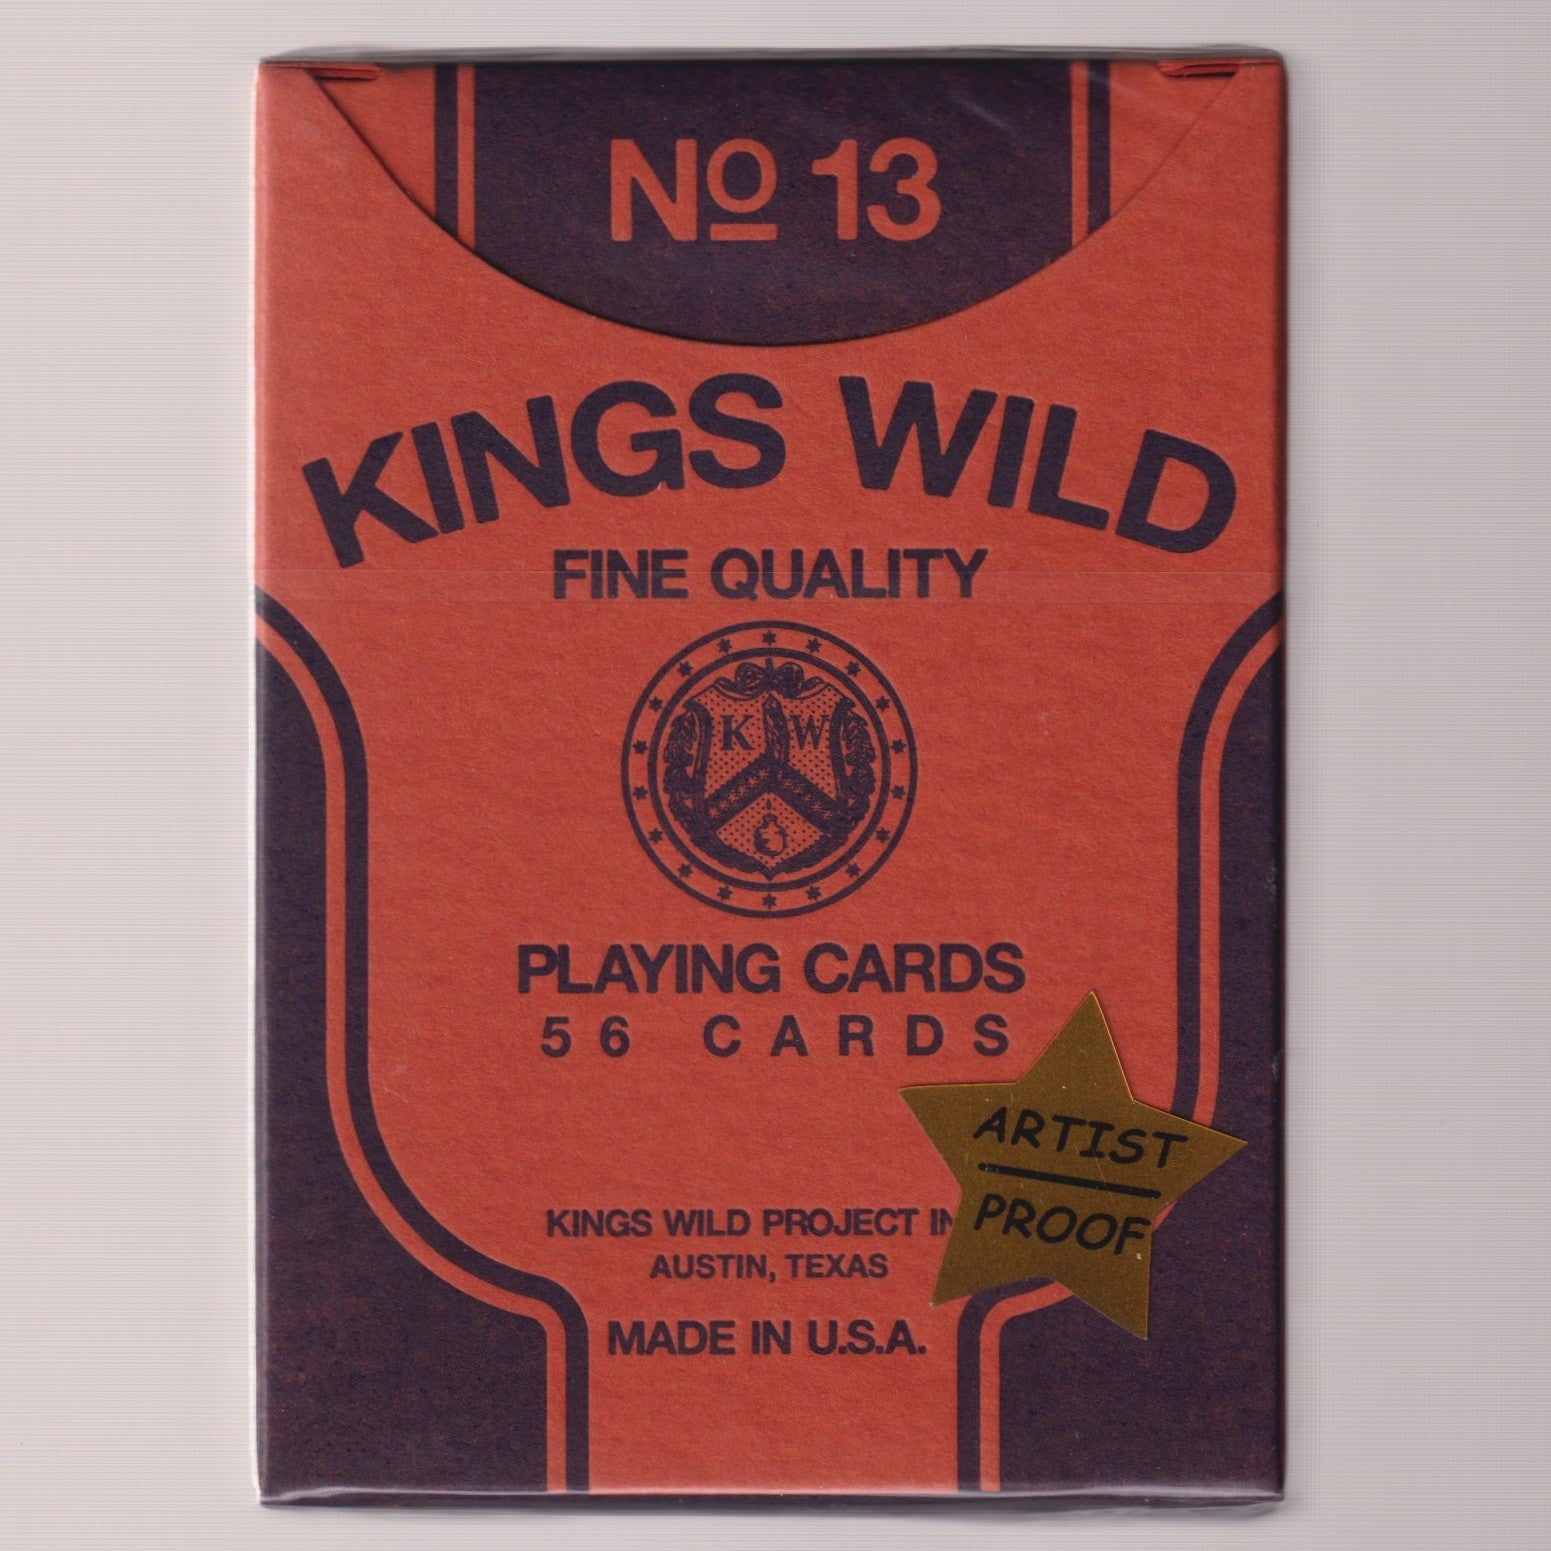 No 13
KINGS WILD
FINE QUALITY
K W
PLAYING CARDS
56 CARDS
ARTIST
PROOF
KINGS WILD PROJECT
AUSTIN, TEXAS
MADE IN U.S.A.